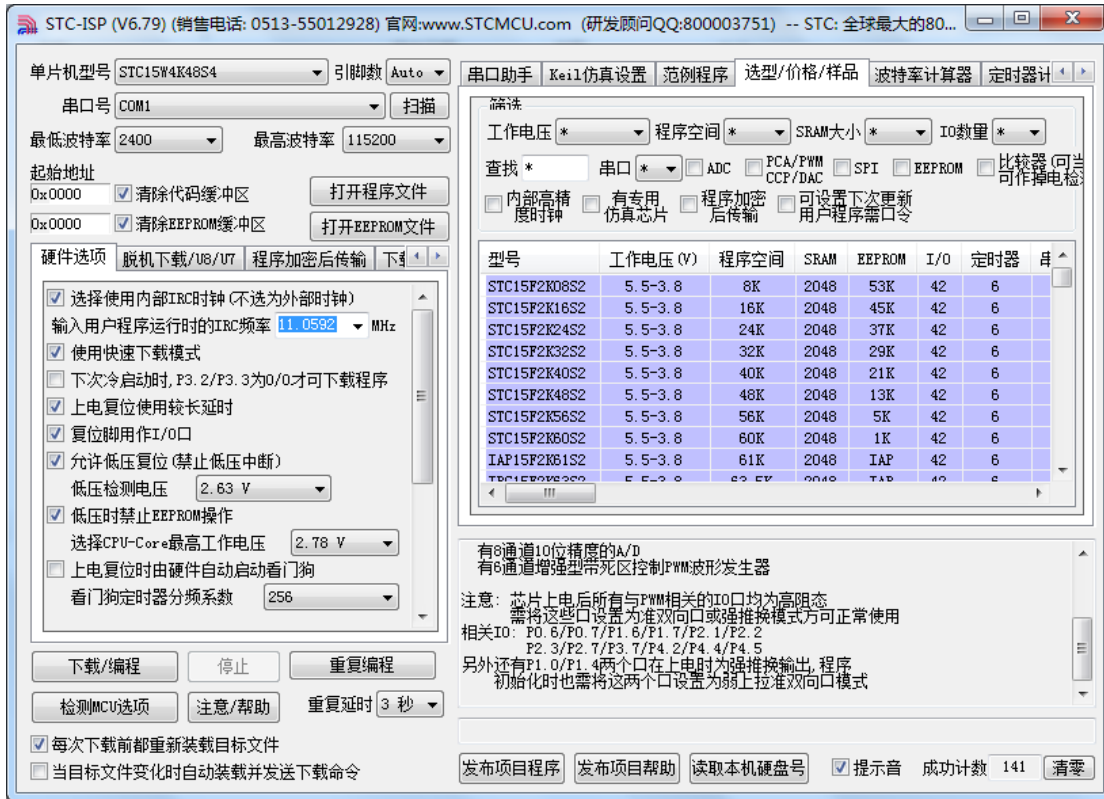 STC-ISP (V6.79) (销售电话: 0513-55012928) 官网:www.STCMCU.com (研发顾问QQ:800003751) -- STC: 全球最大的80...
单片机型号 STC15W4K48S4 引脚数 Auto
串口号 COM1 扫描
最低波特率 2400 最高波特率 115200
起始地址
0x0000 清除代码缓冲区 打开程序文件
0x0000 清除EEPROM缓冲区 打开EEPROM文件
硬件选项 脱机下载/U8/U7 程序加密后传输
选择使用内部IRC时钟(不选为外部时钟)
输入用户程序运行时的IRC频率 11.0592 MHz
使用快速下载模式
下次冷启动时,P3.2/P3.3为0/0才可下载程序
上电复位使用较长延时
复位脚用作I/O口
允许低压复位(禁止低压中断)
低压检测电压 2.63 V
低压时禁止EEPROM操作
选择CPU-Core最高工作电压 2.78 V
上电复位时由硬件自动启动看门狗
看门狗定时器分频系数 256
下载/编程 停止 重复编程
检测MCU选项 注意/帮助 重复延时 3 秒
每次下载前都重新装载目标文件
当目标文件变化时自动装载并发送下载命令
串口助手 Keil仿真设置 范例程序 选型/价格/样品 波特率计算器 定时器计
筛选
工作电压 * 程序空间 * SRAM大小 * IO数量 *
查找 * 串口 * ADC PCA/PWM CCP/DAC SPI EEPROM 比较器(可当 可作掉电检
内部高精度时钟 有专用仿真芯片 程序加密后传输 可设置下次更新用户程序需口令
型号 工作电压(V) 程序空间 SRAM EEPROM I/O 定时器
STC15F2K08S2 5.5-3.8 8K 2048 53K 42 6
STC15F2K16S2 5.5-3.8 16K 2048 45K 42 6
STC15F2K24S2 5.5-3.8 24K 2048 37K 42 6
STC15F2K32S2 5.5-3.8 32K 2048 29K 42 6
STC15F2K40S2 5.5-3.8 40K 2048 21K 42 6
STC15F2K48S2 5.5-3.8 48K 2048 13K 42 6
STC15F2K56S2 5.5-3.8 56K 2048 5K 42 6
STC15F2K60S2 5.5-3.8 60K 2048 1K 42 6
IAP15F2K61S2 5.5-3.8 61K 2048 IAP 42 6
有8通道10位精度的A/D
有6通道增强型带死区控制PWM波形发生器
注意: 芯片上电后所有与PWM相关的IO口均为高阻态
需将这些口设置为准双向口或强推挽模式方可正常使用
相关IO: P0.6/P0.7/P1.6/P1.7/P2.1/P2.2
P2.3/P2.7/P3.7/P4.2/P4.4/P4.5
另外还有P1.0/P1.4两个口在上电时为强推挽输出,程序
初始化时也需将这两个口设置为弱上拉准双向口模式
发布项目程序 发布项目帮助 读取本机硬盘号 提示音 成功计数 141 清零